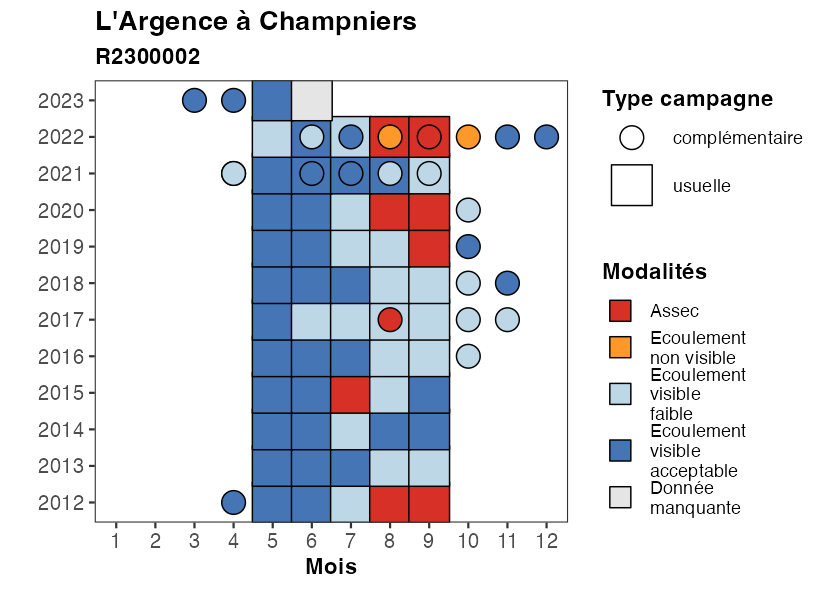 L'Argence à Champniers
R2300002
2023
2022
2021
2020
2019
2018
2017
2016
2015
2014
2013
2012
1 2 3 4 5 6 7 8 9 10 11 12
Mois
Type campagne
complémentaire
usuelle
Modalités
Assec
Ecoulement
non visible
Ecoulement
visible
faible
Ecoulement
visible
acceptable
Donnée
manquante